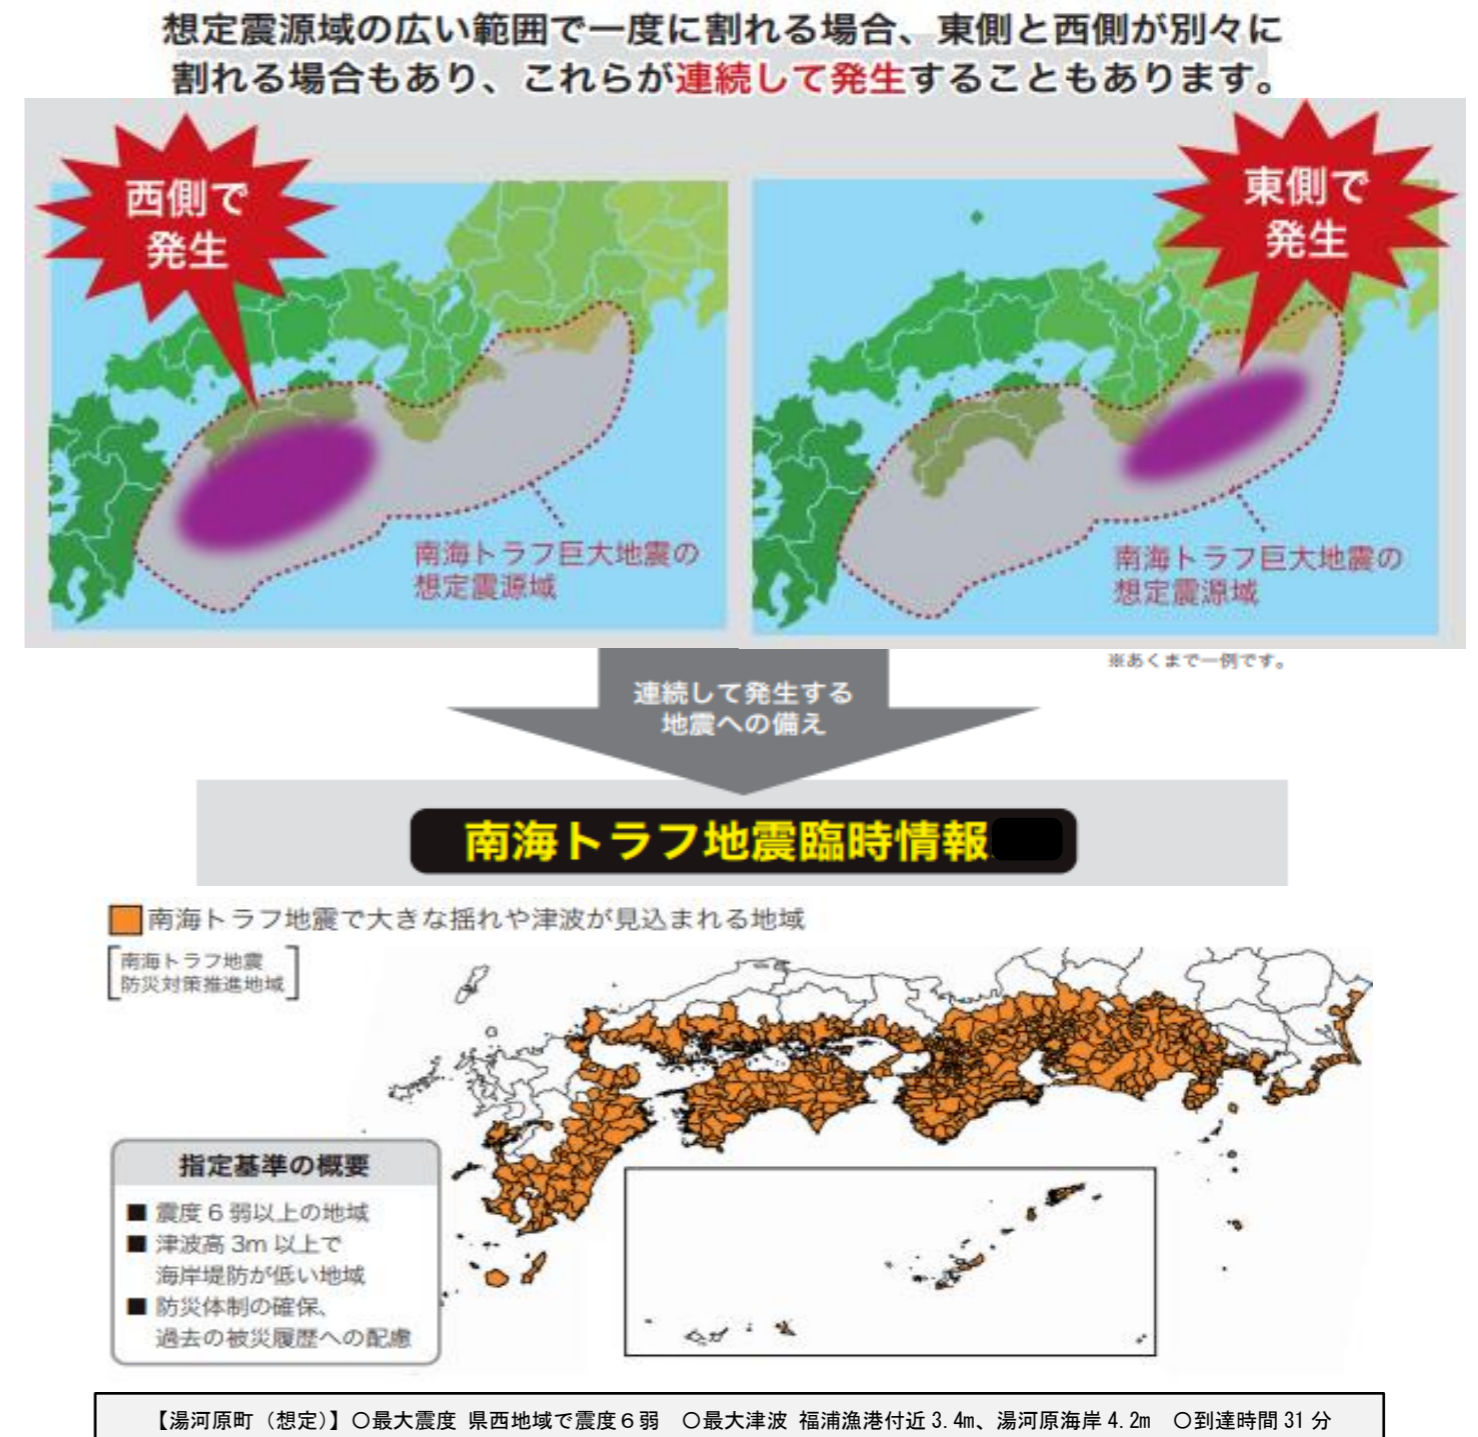 想定震源域の広い範囲で一度に割れる場合、東側と西側が別々に
割れる場合もあり、これらが連続して発生することもあります。
西側で
発生
東側で
発生
南海トラフ巨大地震の
想定震源域
南海トラフ巨大地震の
想定震源域
※あくまで一例です。
連続して発生する
地震への備え
南海トラフ地震臨時情報
南海トラフ地震で大きな揺れや津波が見込まれる地域
南海トラフ地震
防災対策推進地域
指定基準の概要
■ 震度6弱以上の地域
■ 津波高3m以上で
海岸堤防が低い地域
■ 防災体制の確保、
過去の被災履歴への配慮
【湯河原町（想定）】〇最大震度 県西地域で震度6弱 〇最大津波 福浦漁港付近3.4m、湯河原海岸4.2m 〇到達時間31分